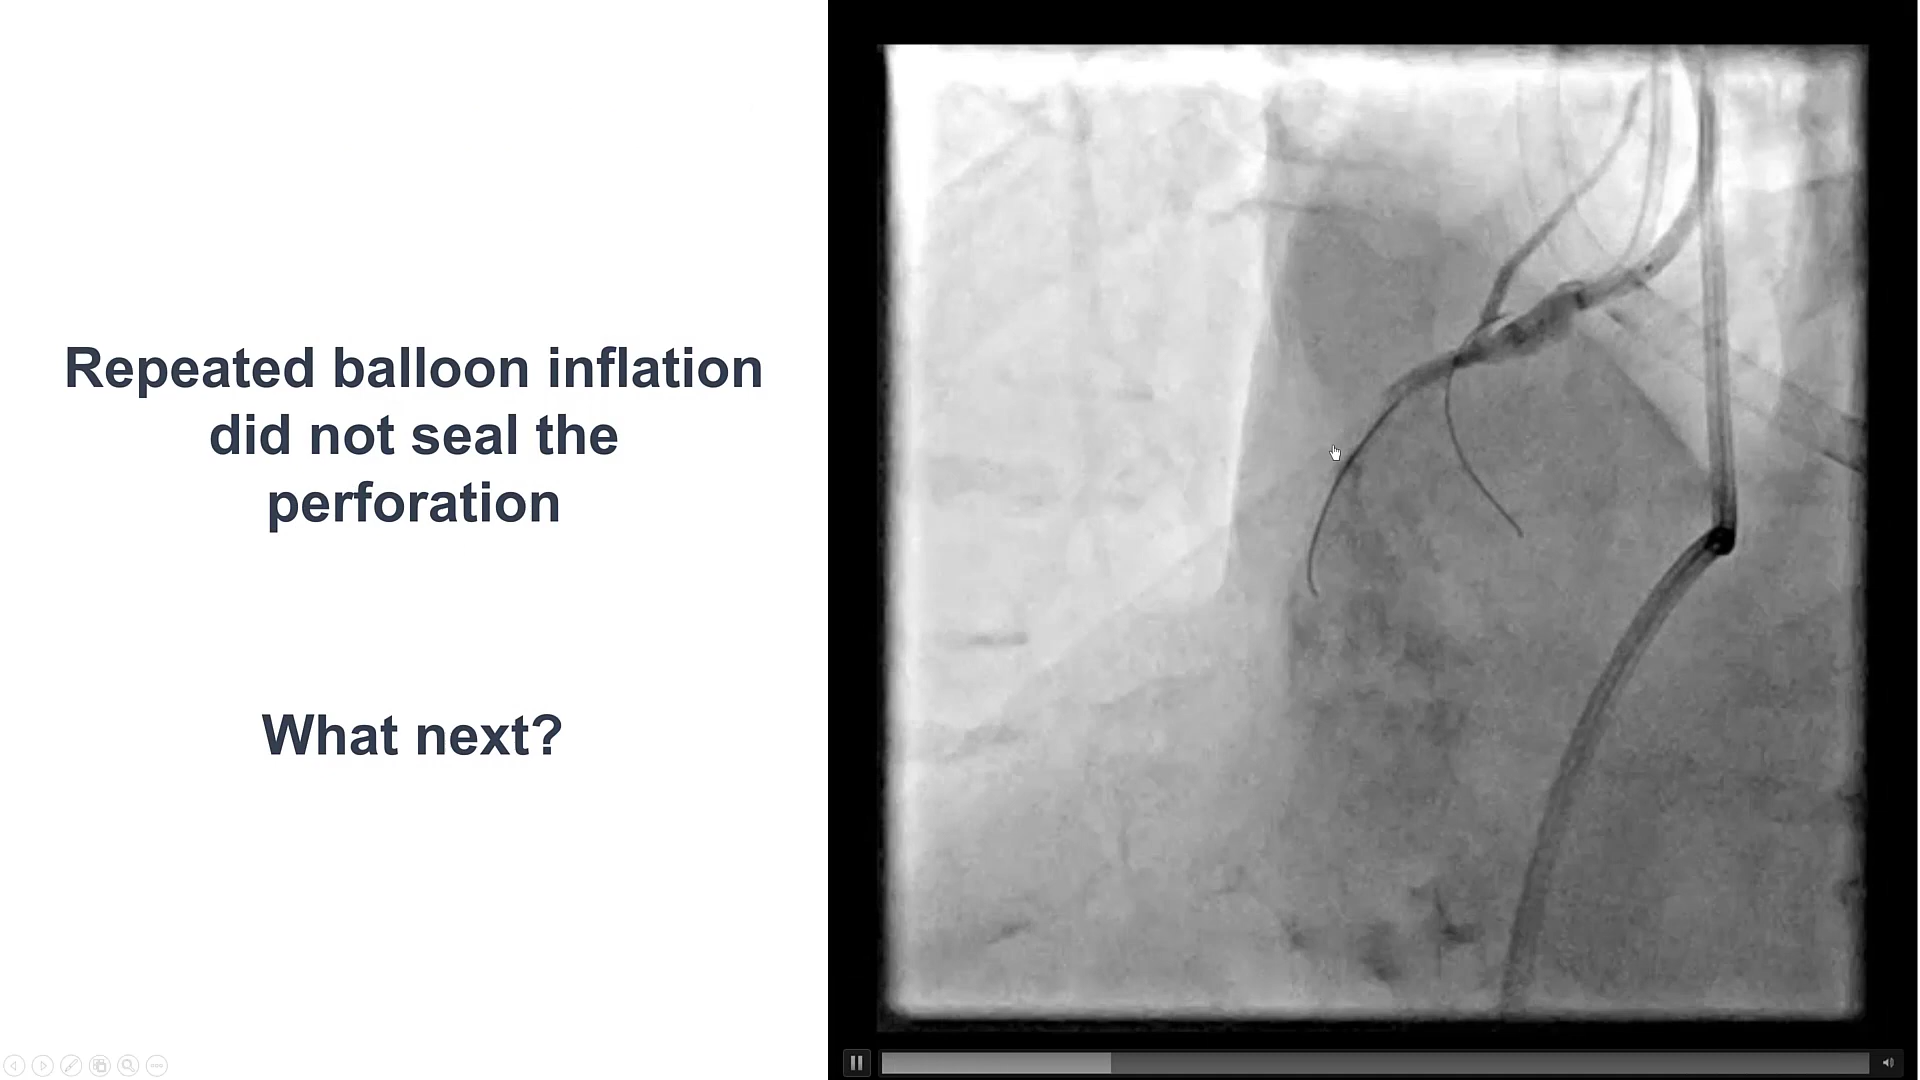 Repeated balloon inflation
did not seal the
perforation
What next?